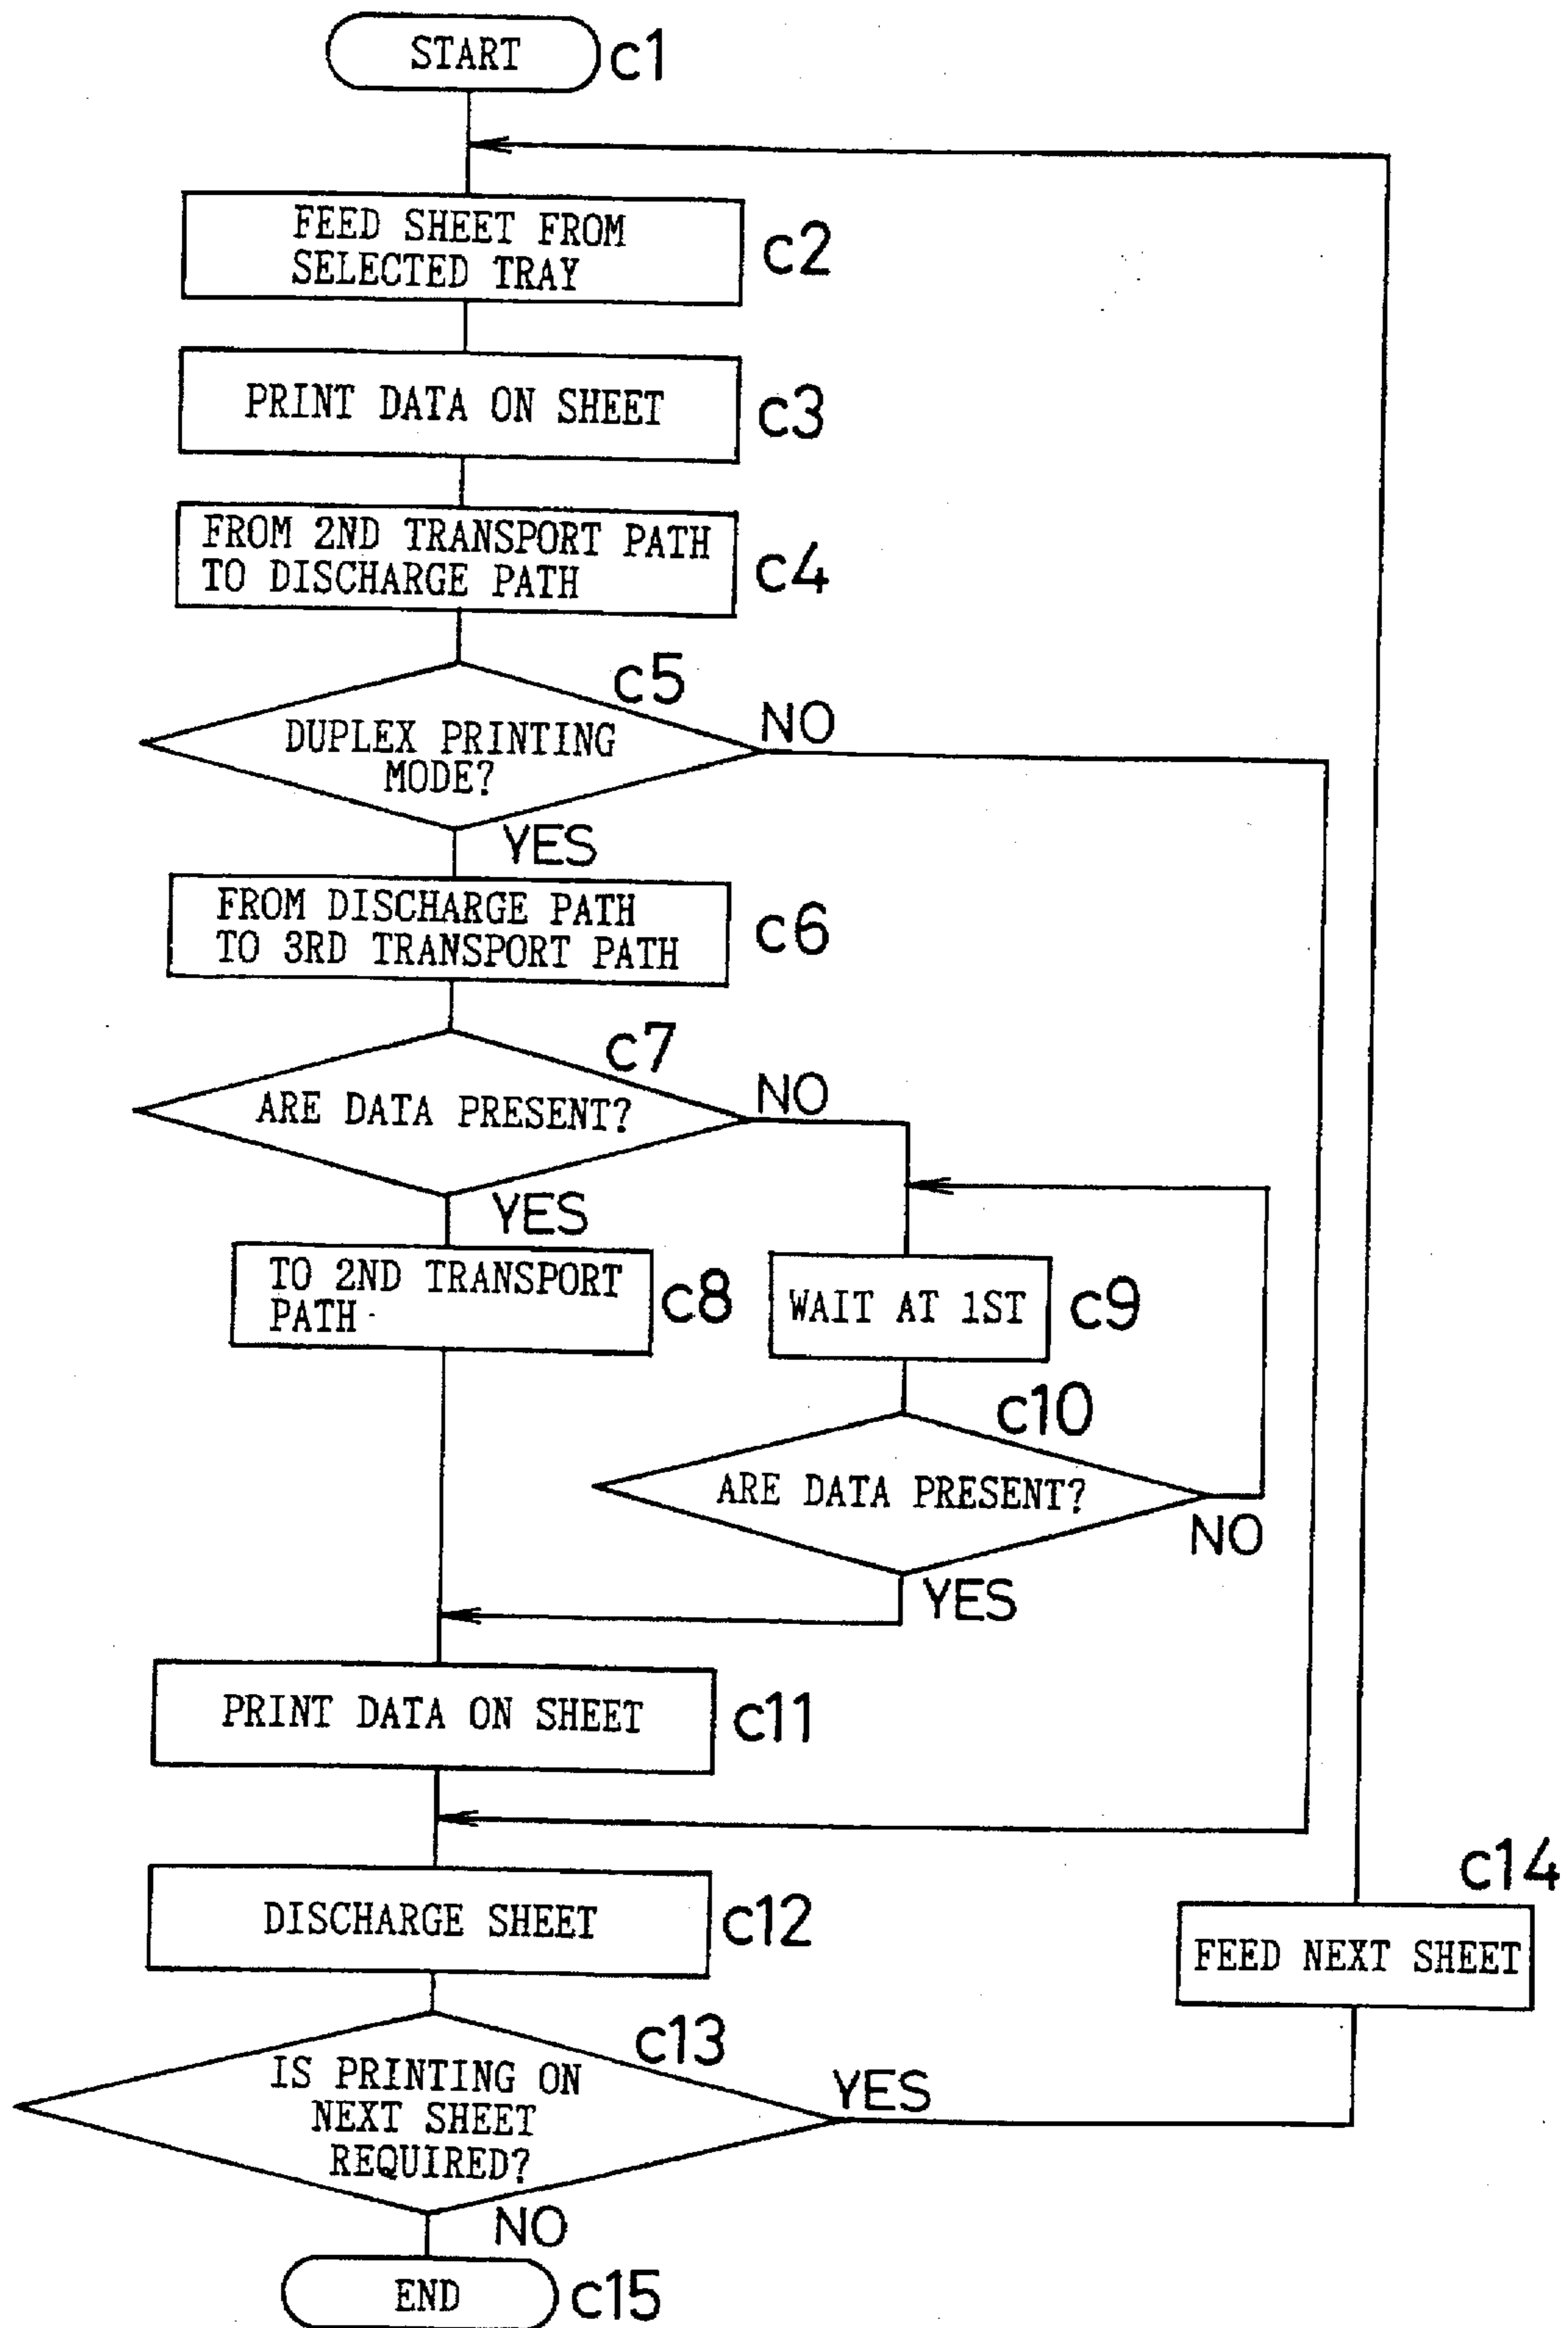 START
c1
FEED SHEET FROM
SELECTED TRAY
c2
PRINT DATA ON SHEET
c3
FROM 2ND TRANSPORT PATH
TO DISCHARGE PATH
c4
c5
DUPLEX PRINTING
MODE?
NO
YES
FROM DISCHARGE PATH
TO 3RD TRANSPORT PATH
c6
c7
ARE DATA PRESENT?
NO
YES
TO 2ND TRANSPORT
PATH
c8
WAIT AT 1ST
c9
c10
ARE DATA PRESENT?
NO
YES
PRINT DATA ON SHEET
c11
DISCHARGE SHEET
c12
c14
FEED NEXT SHEET
c13
IS PRINTING ON
NEXT SHEET
REQUIRED?
YES
NO
END
c15